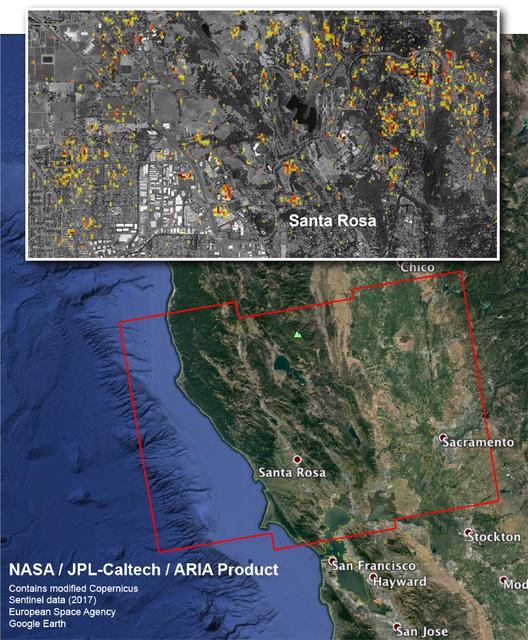 Santa Rosa
Chico
Sacramento
Santa Rosa
Stockton
San Francisco
Hayward
Mod
San Jose
NASA / JPL-Caltech / ARIA Product
Contains modified Copernicus
Sentinel data (2017)
European Space Agency
Google Earth